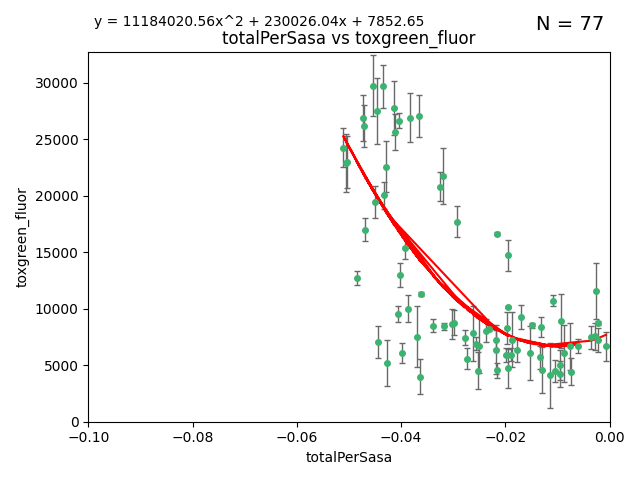 y = 11184020.56x^2 + 230026.04x + 7852.65
N = 77
totalPerSasa vs toxgreen_fluor
30000
25000
20000
15000
10000
5000
0
toxgreen_fluor
−0.10 −0.08 −0.06 −0.04 −0.02 0.00
totalPerSasa